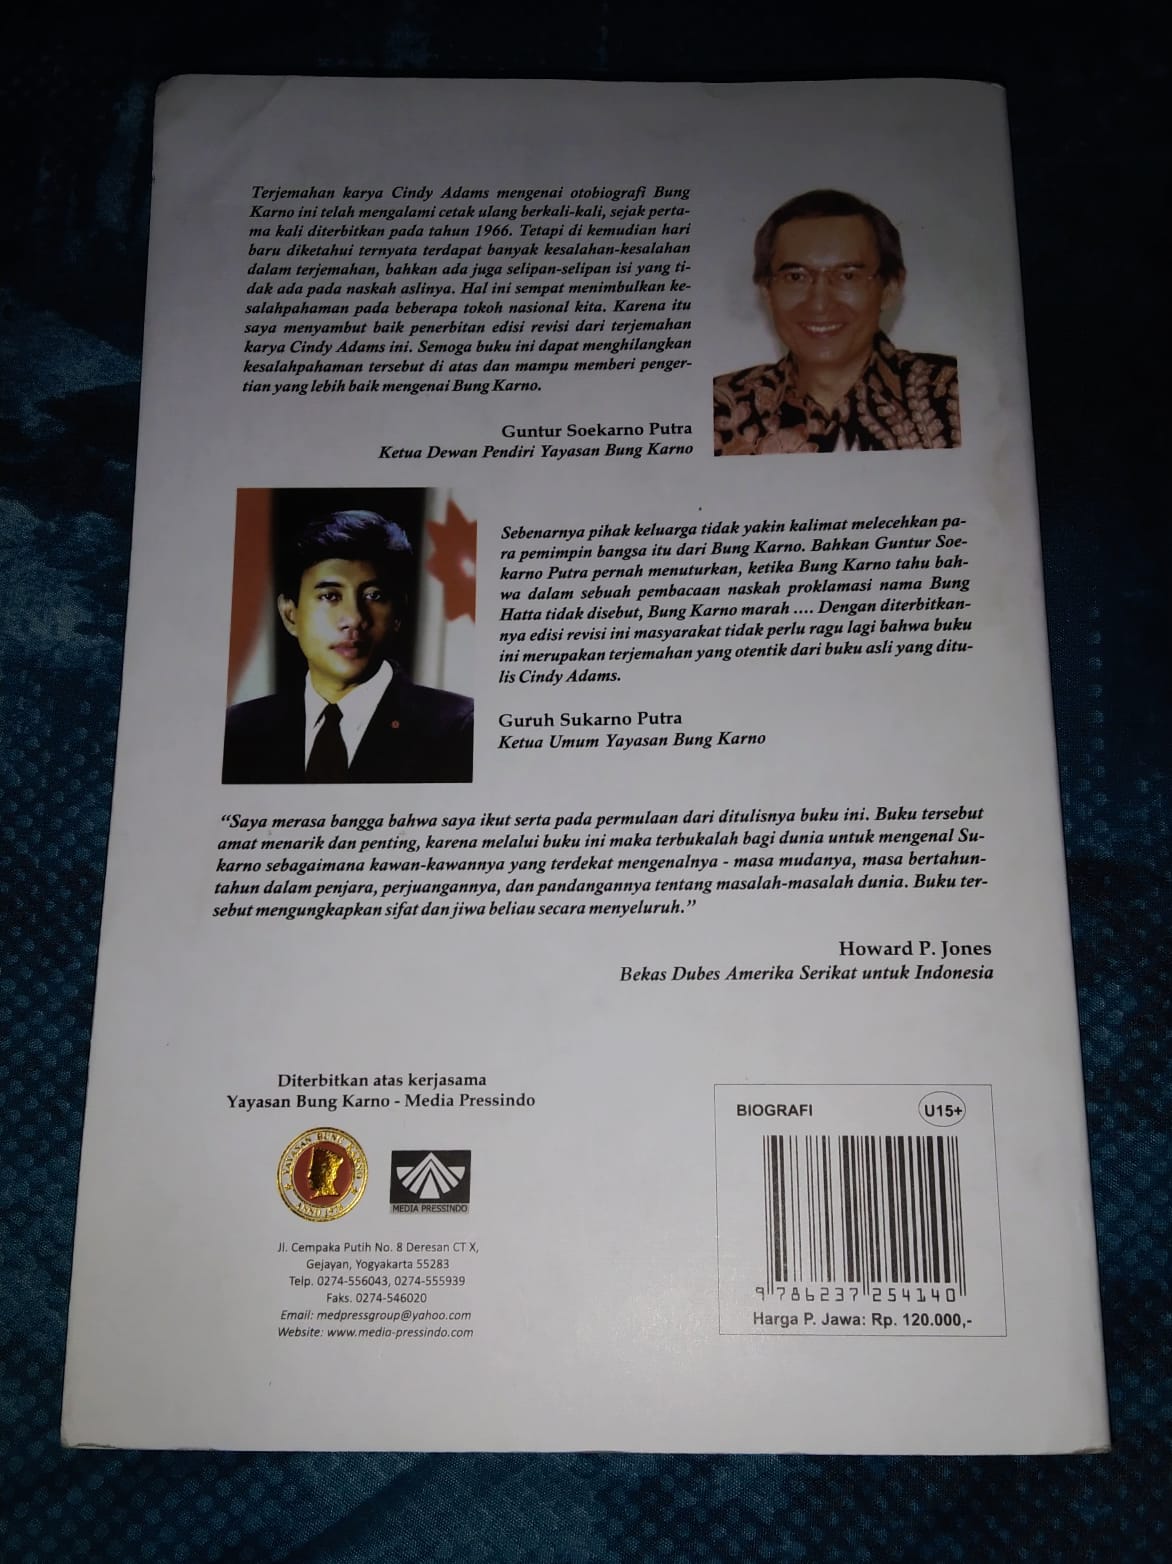 Terjemahan karya Cindy Adams mengenai otobiografi Bung
Karno ini telah mengalami cetak ulang berkali-kali, sejak perta-
ma kali diterbitkan pada tahun 1966. Tetapi di kemudian hari
baru diketahui ternyata terdapat banyak kesalahan-kesalahan
dalam terjemahan, bahkan ada juga selipan-selipan isi yang ti-
dak ada pada naskah aslinya. Hal ini sempat menimbulkan ke-
salahpahaman pada beberapa tokoh nasional kita. Karena itu
saya menyambut baik penerbitan edisi revisi dari terjemahan
karya Cindy Adams ini. Semoga buku ini dapat menghilangkan
kesalahpahaman tersebut di atas dan mampu memberi penger-
tian yang lebih baik mengenai Bung Karno.
Guntur Soekarno Putra
Ketua Dewan Pendiri Yayasan Bung Karno
Sebenarnya pihak keluarga tidak yakin kalimat melecehkan pa-
ra pemimpin bangsa itu dari Bung Karno. Bahkan Guntur Soe-
karno Putra pernah menuturkan, ketika Bung Karno tahu bah-
wa dalam sebuah pembacaan naskah proklamasi nama Bung
Hatta tidak disebut, Bung Karno marah .... Dengan diterbitkan-
nya edisi revisi ini masyarakat tidak perlu ragu lagi bahwa buku
ini merupakan terjemahan yang otentik dari buku asli yang ditu-
lis Cindy Adams.
Guruh Sukarno Putra
Ketua Umum Yayasan Bung Karno
“Saya merasa bangga bahwa saya ikut serta pada permulaan dari ditulisnya buku ini. Buku tersebut
amat menarik dan penting, karena melalui buku ini maka terbukalah bagi dunia untuk mengenal Su-
karno sebagaimana kawan-kawannya yang terdekat mengenalnya - masa mudanya, masa bertahun-
tahun dalam penjara, perjuangannya, dan pandangannya tentang masalah-masalah dunia. Buku ter-
sebut mengungkapkan sifat dan jiwa beliau secara menyeluruh.”
Howard P. Jones
Bekas Dubes Amerika Serikat untuk Indonesia
Diterbitkan atas kerjasama
Yayasan Bung Karno - Media Pressindo
YAYASAN BUNG KARNO
MEDIA PRESSINDO
Jl. Cempaka Putih No. 8 Deresan CT X,
Gejayan, Yogyakarta 55283
Telp. 0274-556043, 0274-555939
Faks. 0274-546020
Email: medpressgroup@yahoo.com
Website: www.media-pressindo.com
BIOGRAFI
U15+
9 786237 254140
Harga P. Jawa: Rp. 120.000,-